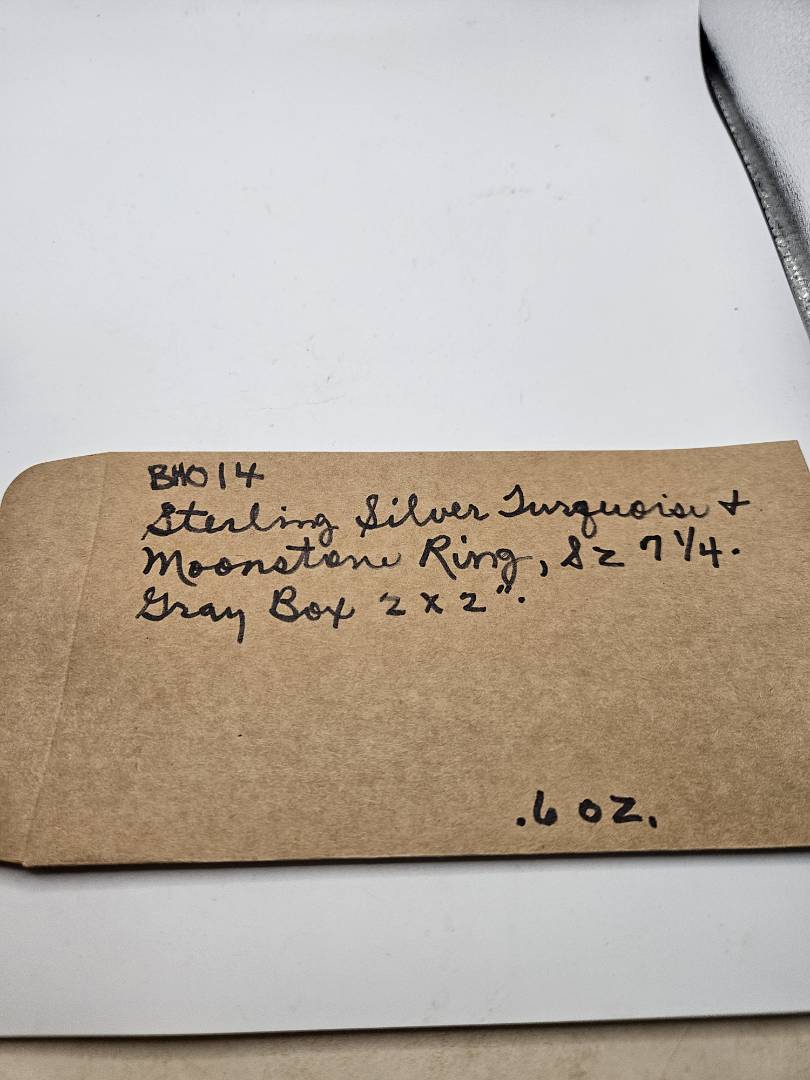 BH014
Sterling Silver Turquoise +
Moonstone Ring, Sz 7 1/4.
Gray Box 2 x 2".
.6 oz.